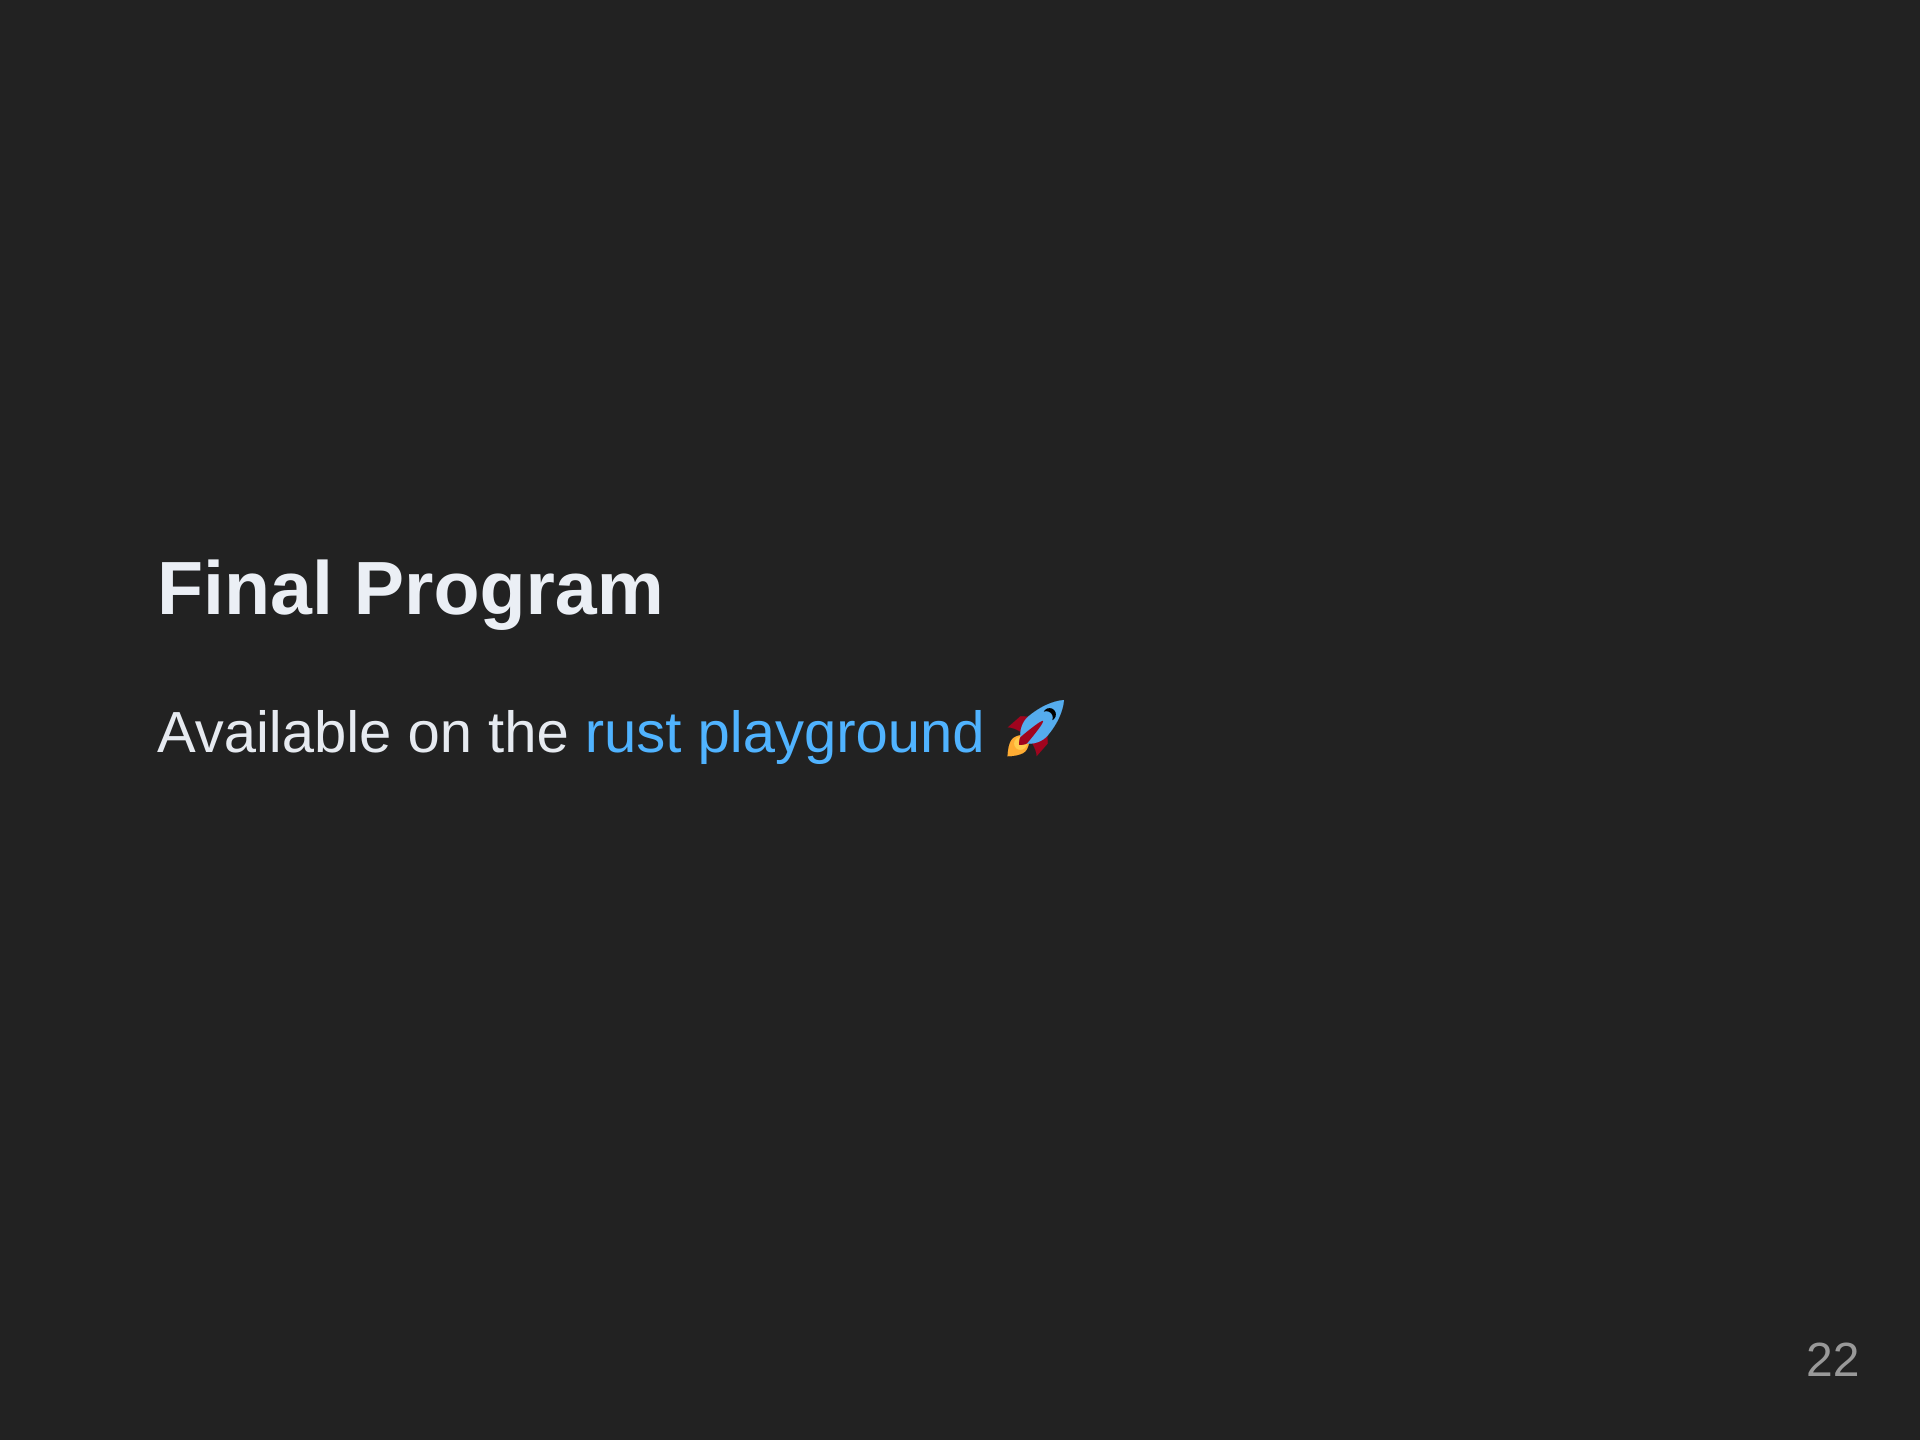 Final Program
Available on the rust playground 🚀
22